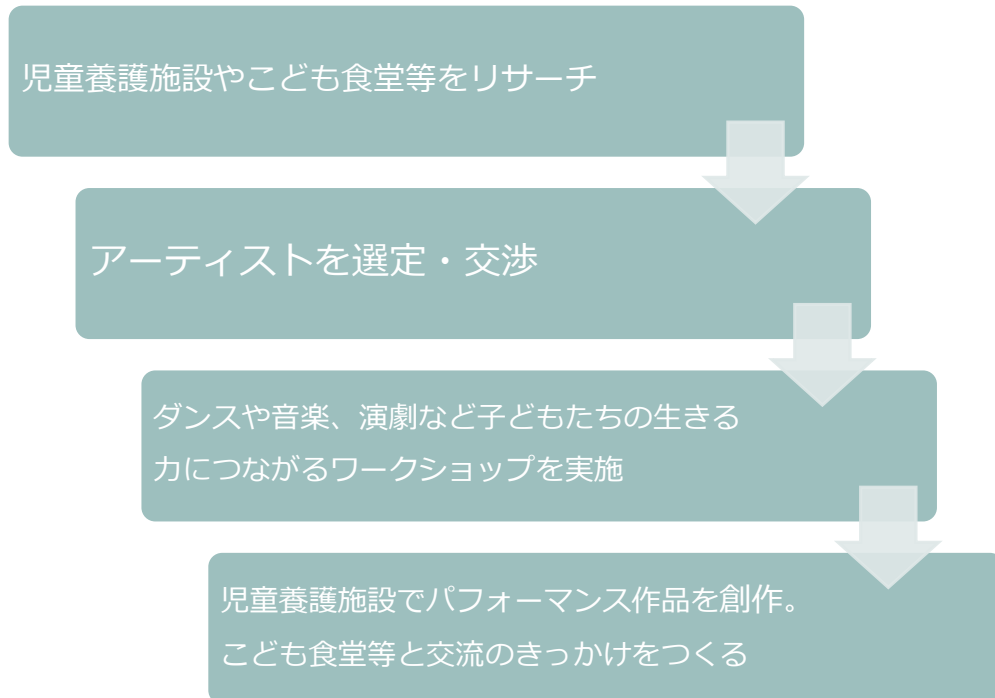 児童養護施設やこども食堂等をリサーチ
アーティストを選定・交渉
ダンスや音楽、演劇など子どもたちの生きる
力につながるワークショップを実施
児童養護施設でパフォーマンス作品を創作。
こども食堂等と交流のきっかけをつくる